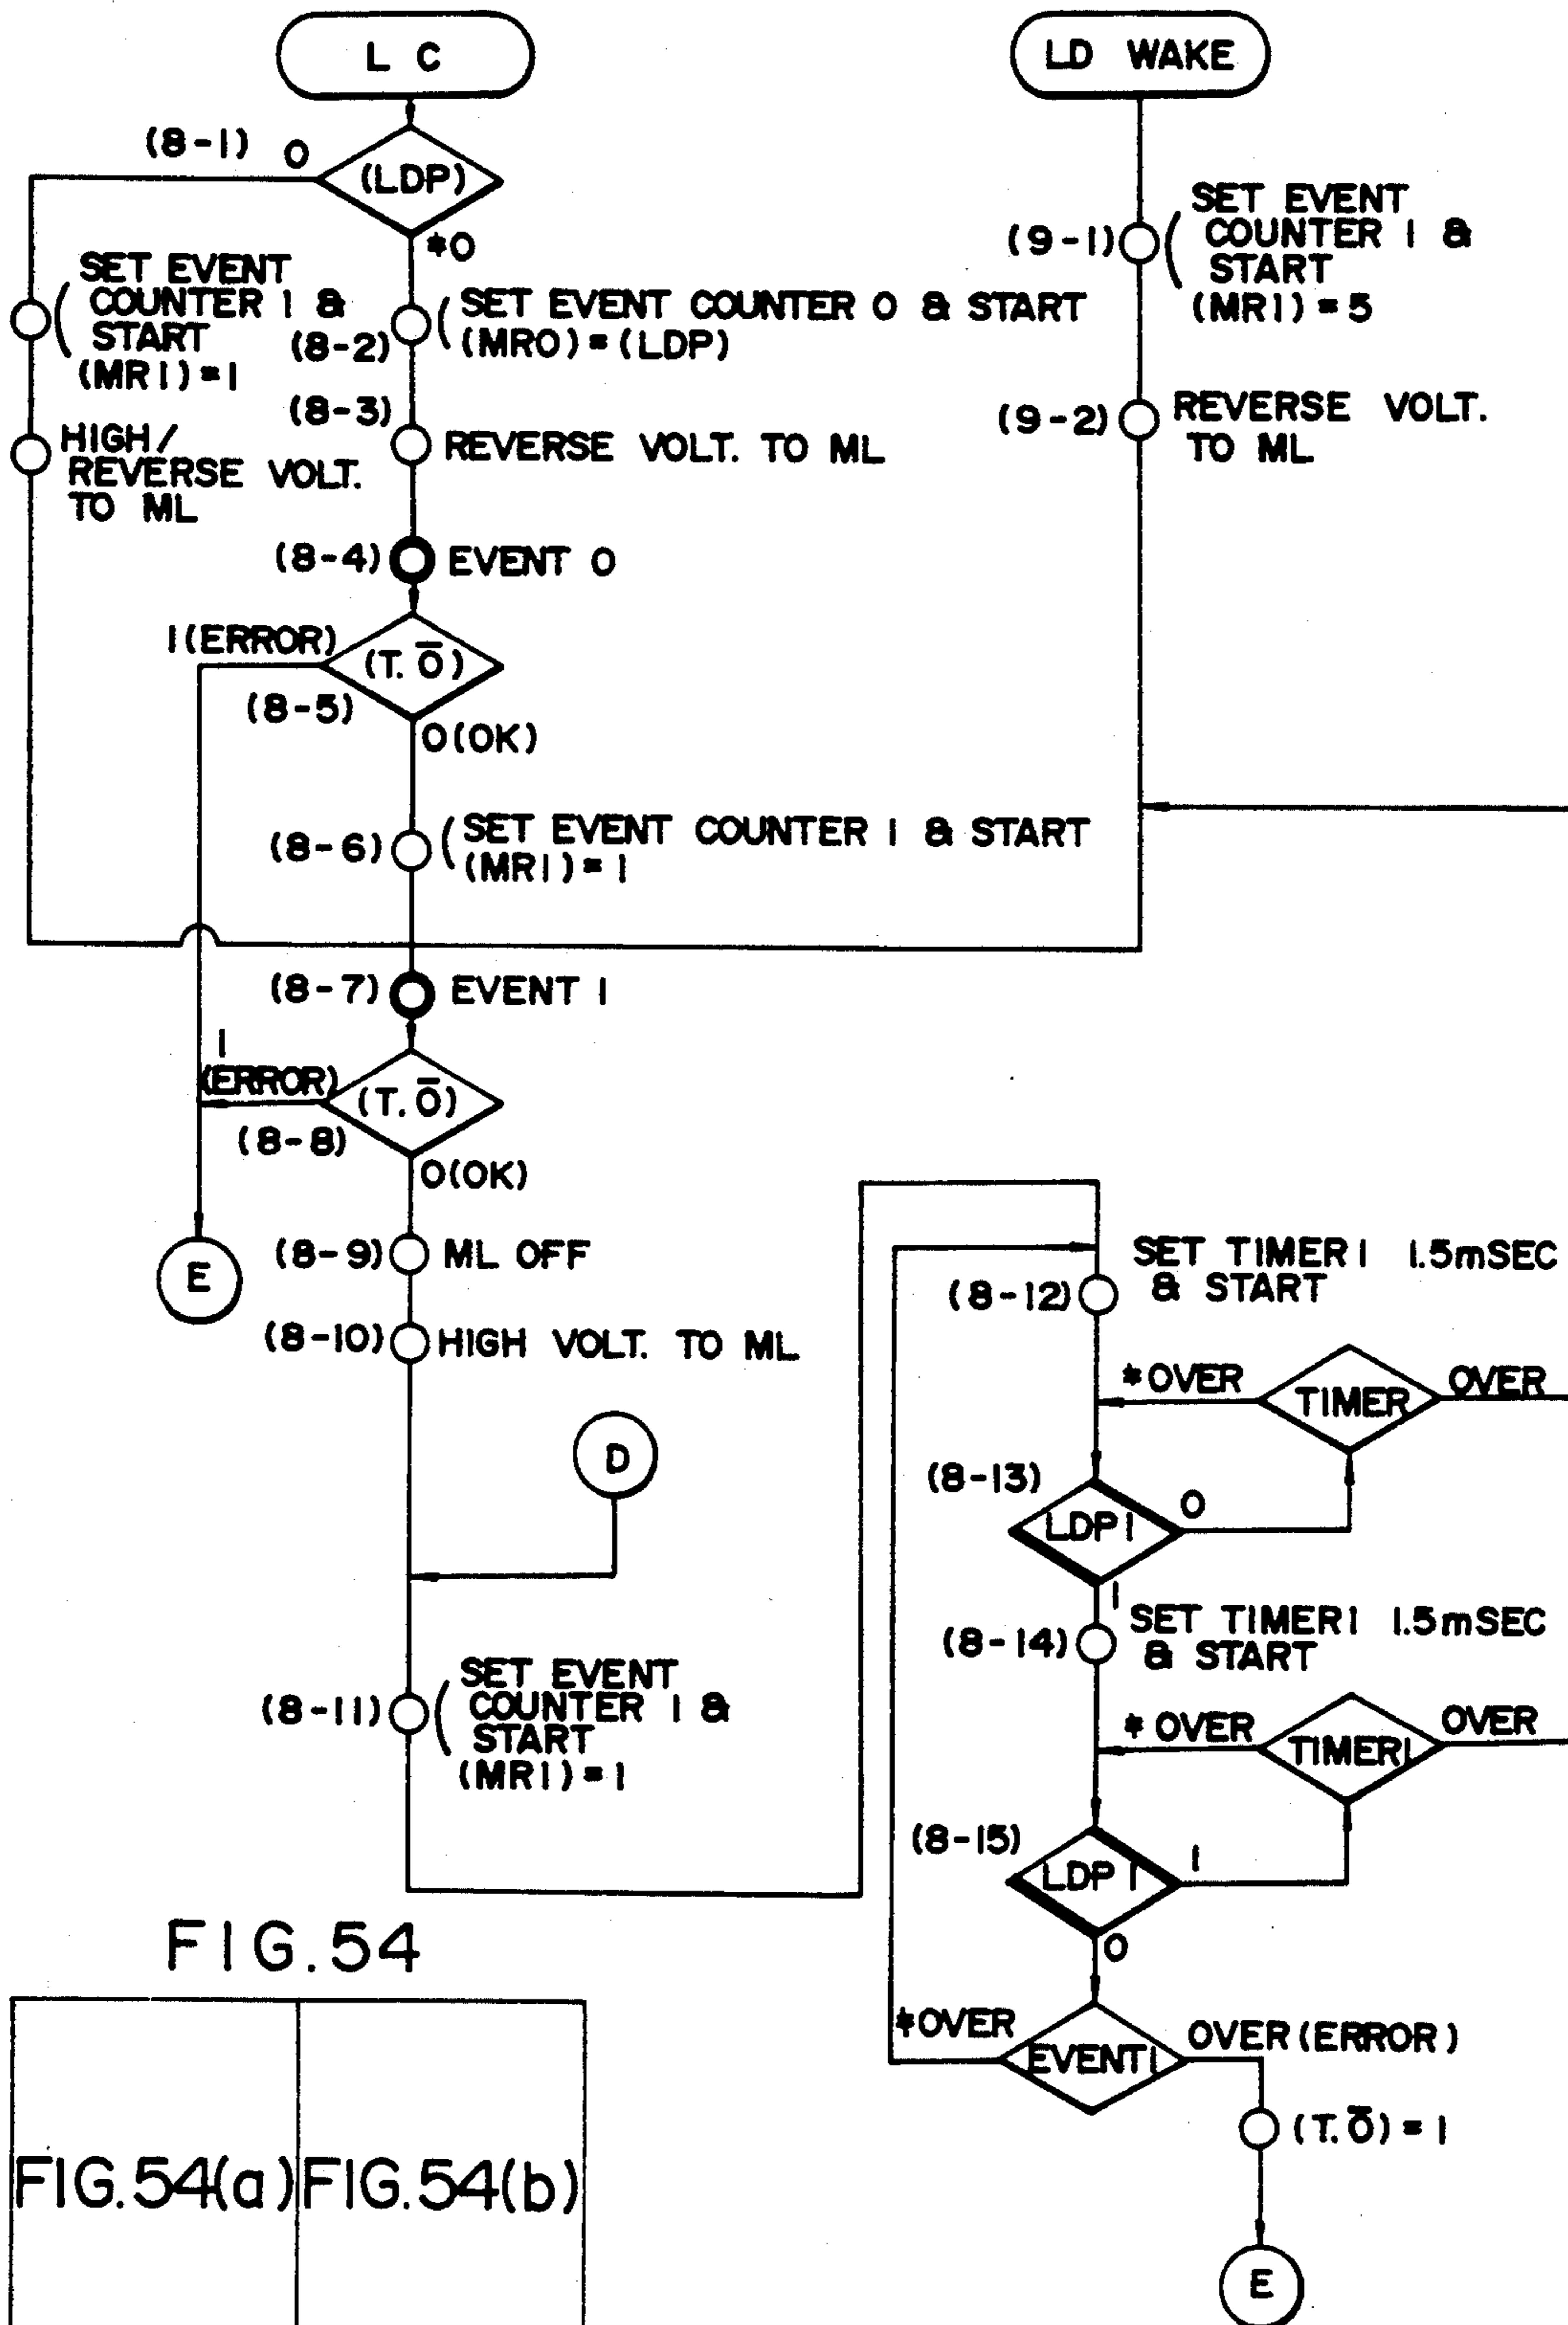 L C
(8-1)
0
(LDP)
*0
SET EVENT
COUNTER 1 &
START
(MR1)=1
(8-2)
SET EVENT COUNTER 0 & START
(MR0)=(LDP)
HIGH/
REVERSE VOLT.
TO ML
(8-3)
REVERSE VOLT. TO ML
(8-4)
EVENT 0
1(ERROR)
(T.O̅)
(8-5)
0(OK)
(8-6)
SET EVENT COUNTER 1 & START
(MR1)=1
(8-7)
EVENT 1
1
(ERROR)
(T.O̅)
(8-8)
0(OK)
E
(8-9)
ML OFF
(8-10)
HIGH VOLT. TO ML
D
(8-11)
SET EVENT
COUNTER 1 &
START
(MR1)=1
LD WAKE
(9-1)
SET EVENT
COUNTER 1 &
START
(MR1)=5
(9-2)
REVERSE VOLT.
TO ML
(8-12)
SET TIMER1 1.5mSEC
& START
*OVER
TIMER
OVER
(8-13)
LDP1
0
1
(8-14)
SET TIMER1 1.5mSEC
& START
*OVER
TIMER1
OVER
(8-15)
LDP1
1
0
*OVER
EVENT1
OVER(ERROR)
(T.O̅)=1
E
FIG.54
FIG.54(a)
FIG.54(b)